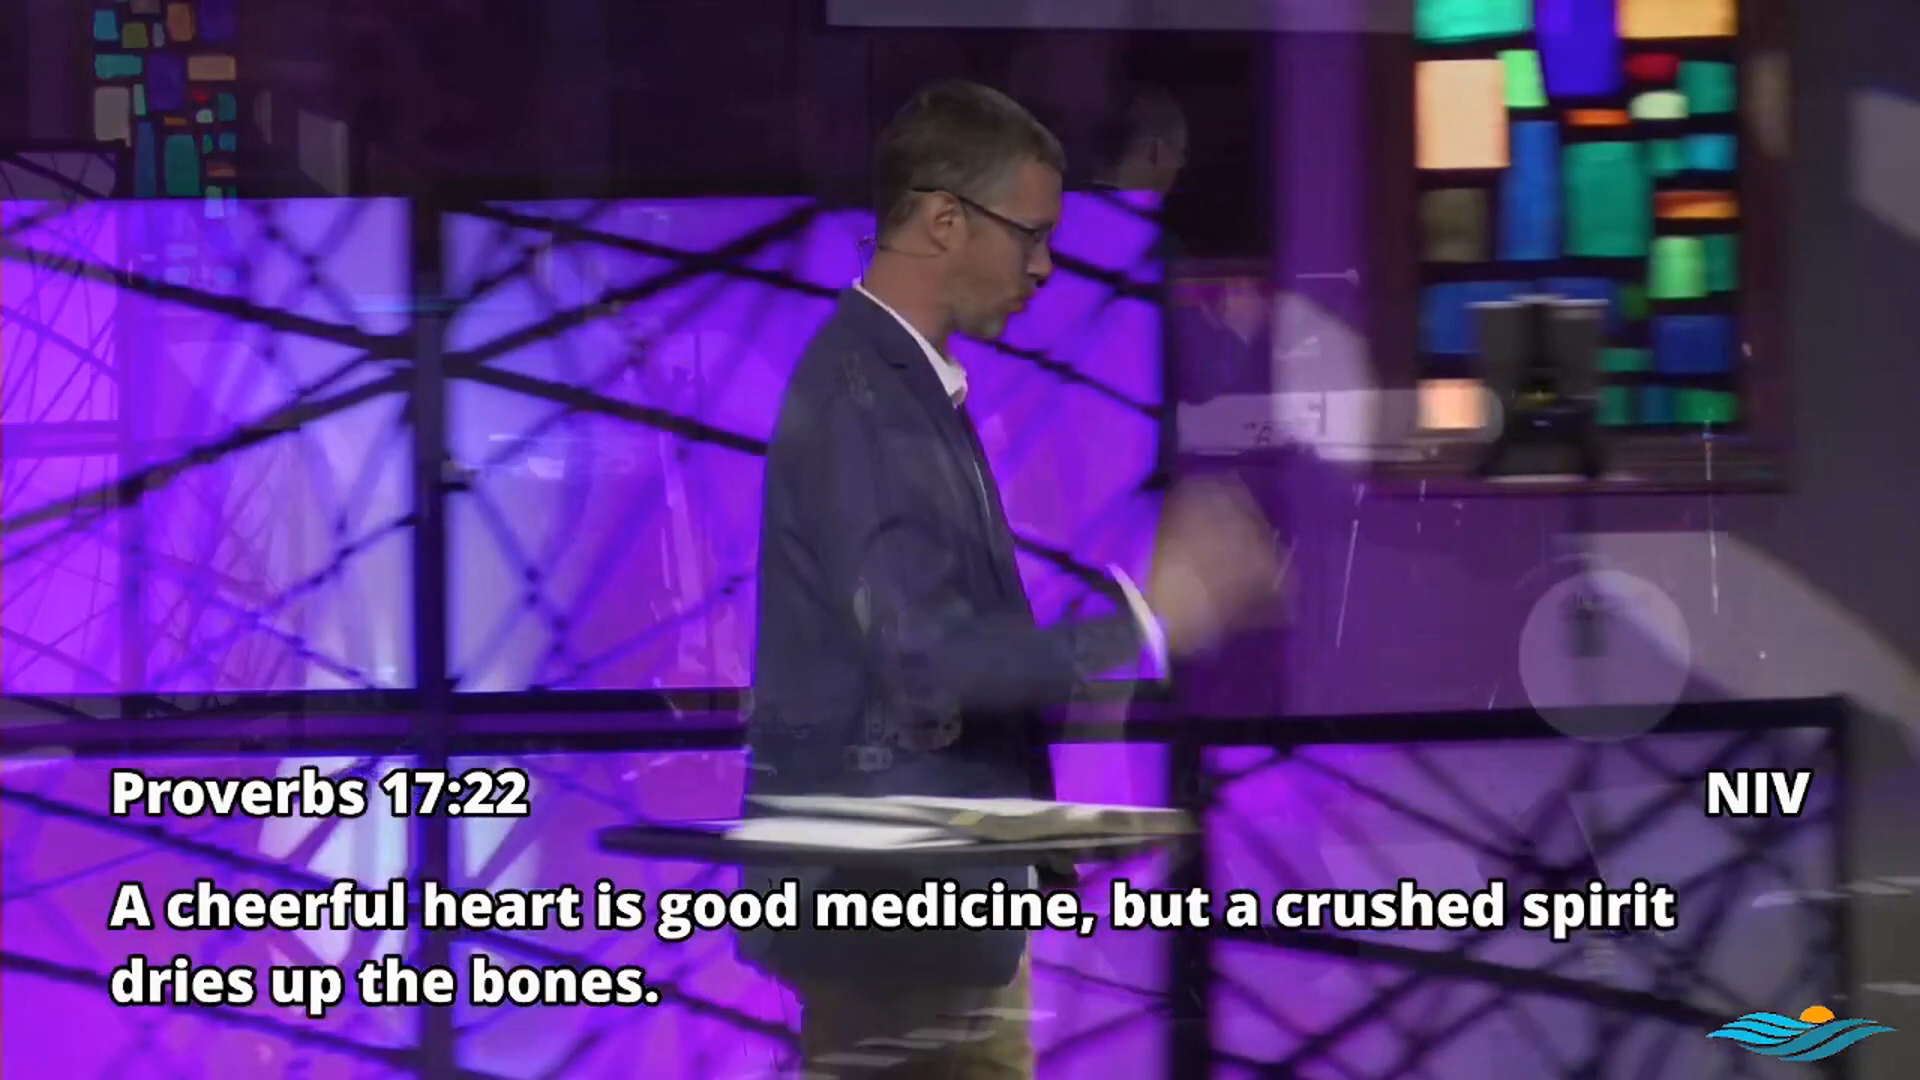 Proverbs 17:22
NIV
A cheerful heart is good medicine, but a crushed spirit
dries up the bones.